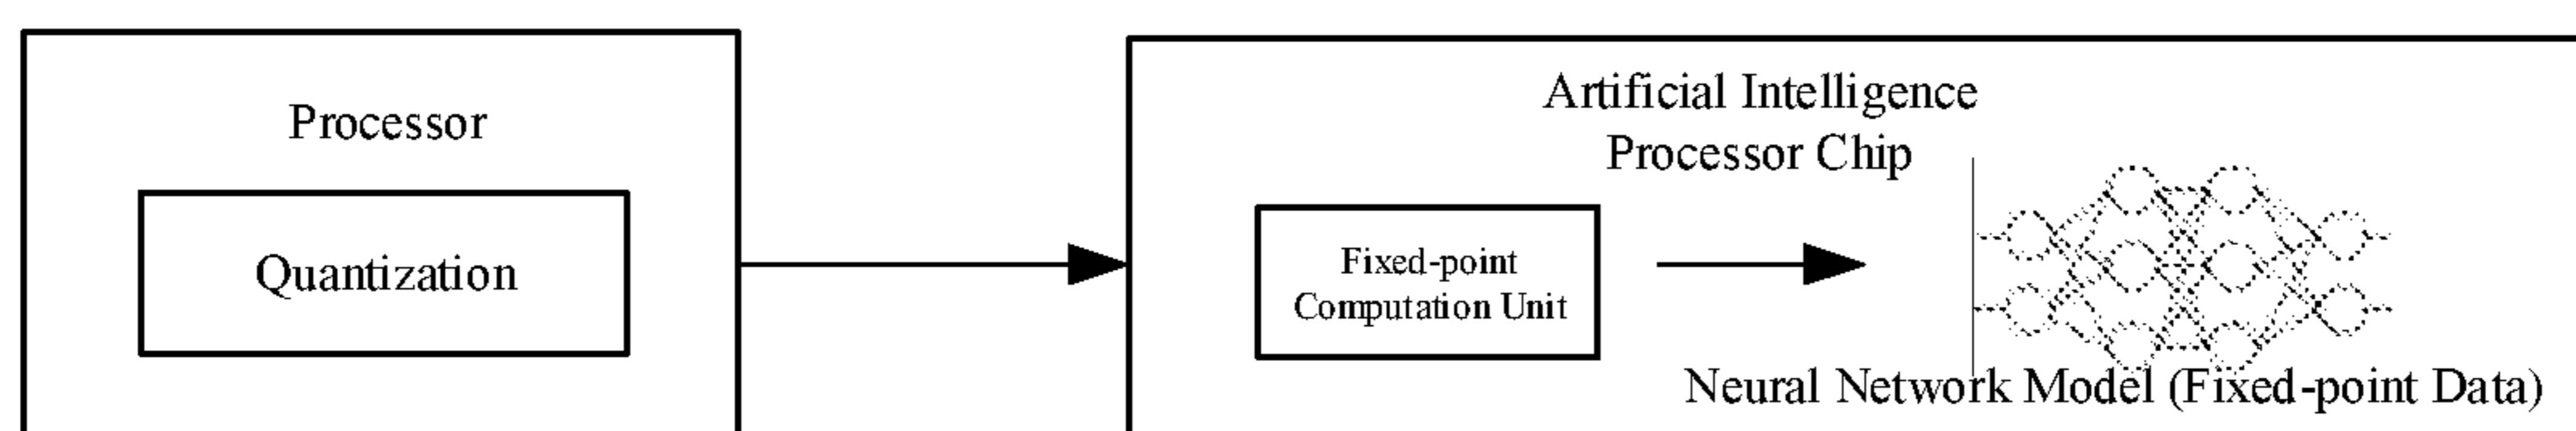 Processor
Quantization
Artificial Intelligence
Processor Chip
Fixed-point
Computation Unit
Neural Network Model (Fixed-point Data)